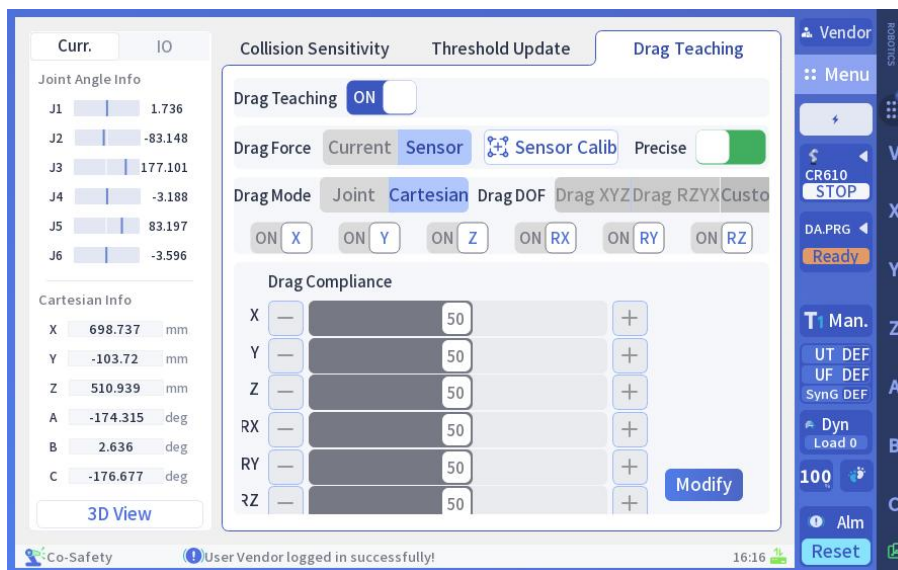 Curr. IO
Joint Angle Info
J1 1.736
J2 -83.148
J3 177.101
J4 -3.188
J5 83.197
J6 -3.596
Cartesian Info
X 698.737 mm
Y -103.72 mm
Z 510.939 mm
A -174.315 deg
B 2.636 deg
C -176.677 deg
3D View
Collision Sensitivity Threshold Update Drag Teaching
Drag Teaching ON
Drag Force Current Sensor Sensor Calib Precise
Drag Mode Joint Cartesian Drag DOF Drag XYZ Drag RZYX Custo
ON X ON Y ON Z ON RX ON RY ON RZ
Drag Compliance
X — 50 +
Y — 50 +
Z — 50 +
RX — 50 +
RY — 50 +
RZ — 50 +
Modify
Vendor
Menu
CR610
STOP
DA.PRG
Ready
T1 Man.
UT DEF
UF DEF
SynG DEF
Dyn
Load 0
100 %
Alm
Reset
ROBOTICS
V
X
Y
Z
A
B
C
Co-Safety User Vendor logged in successfully! 16:16